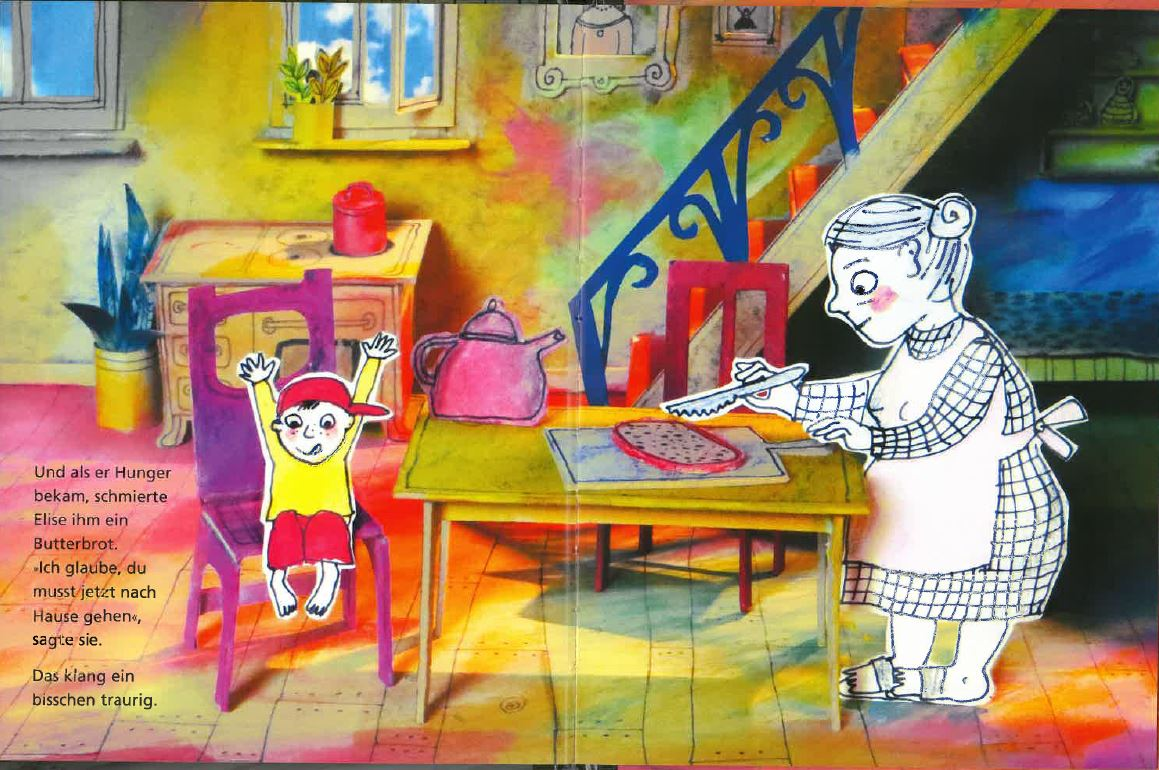 Und als er Hunger
bekam, schmierte
Elise ihm ein
Butterbrot.
»Ich glaube, du
musst jetzt nach
Hause gehen«,
sagte sie.
Das klang ein
bisschen traurig.